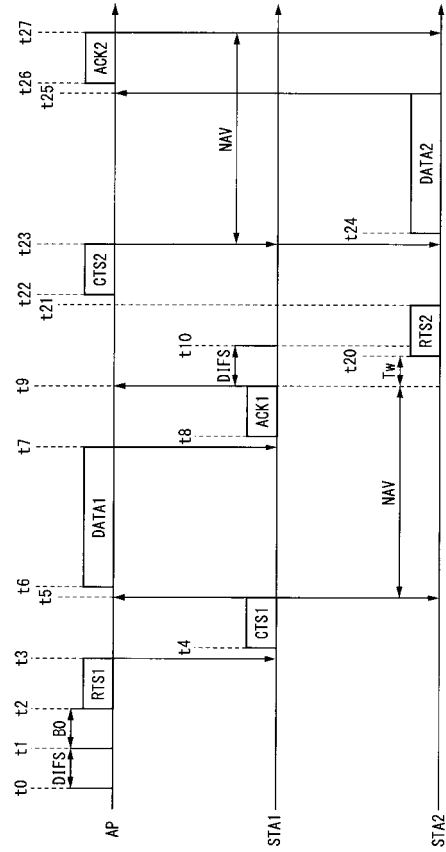 t0
t1
t2
t3
t4
t5
t6
t7
t8
t9
t10
t20
t21
t22
t23
t24
t25
t26
t27
DIFS
BO
RTS1
DATA1
CTS2
ACK2
AP
CTS1
ACK1
DIFS
NAV
STA1
NAV
Tw
RTS2
DATA2
STA2